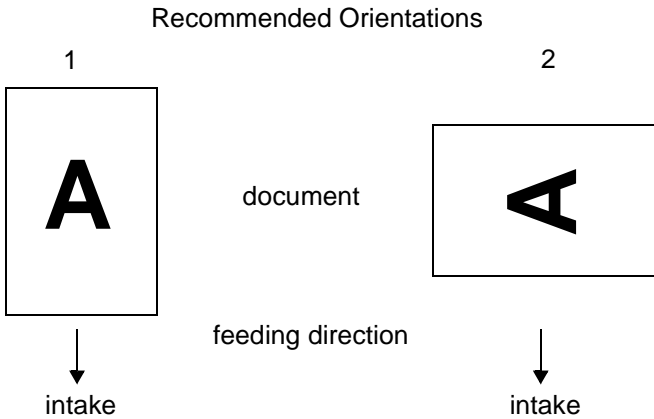 Recommended Orientations
1 2
A
document
A
feeding direction
intake intake